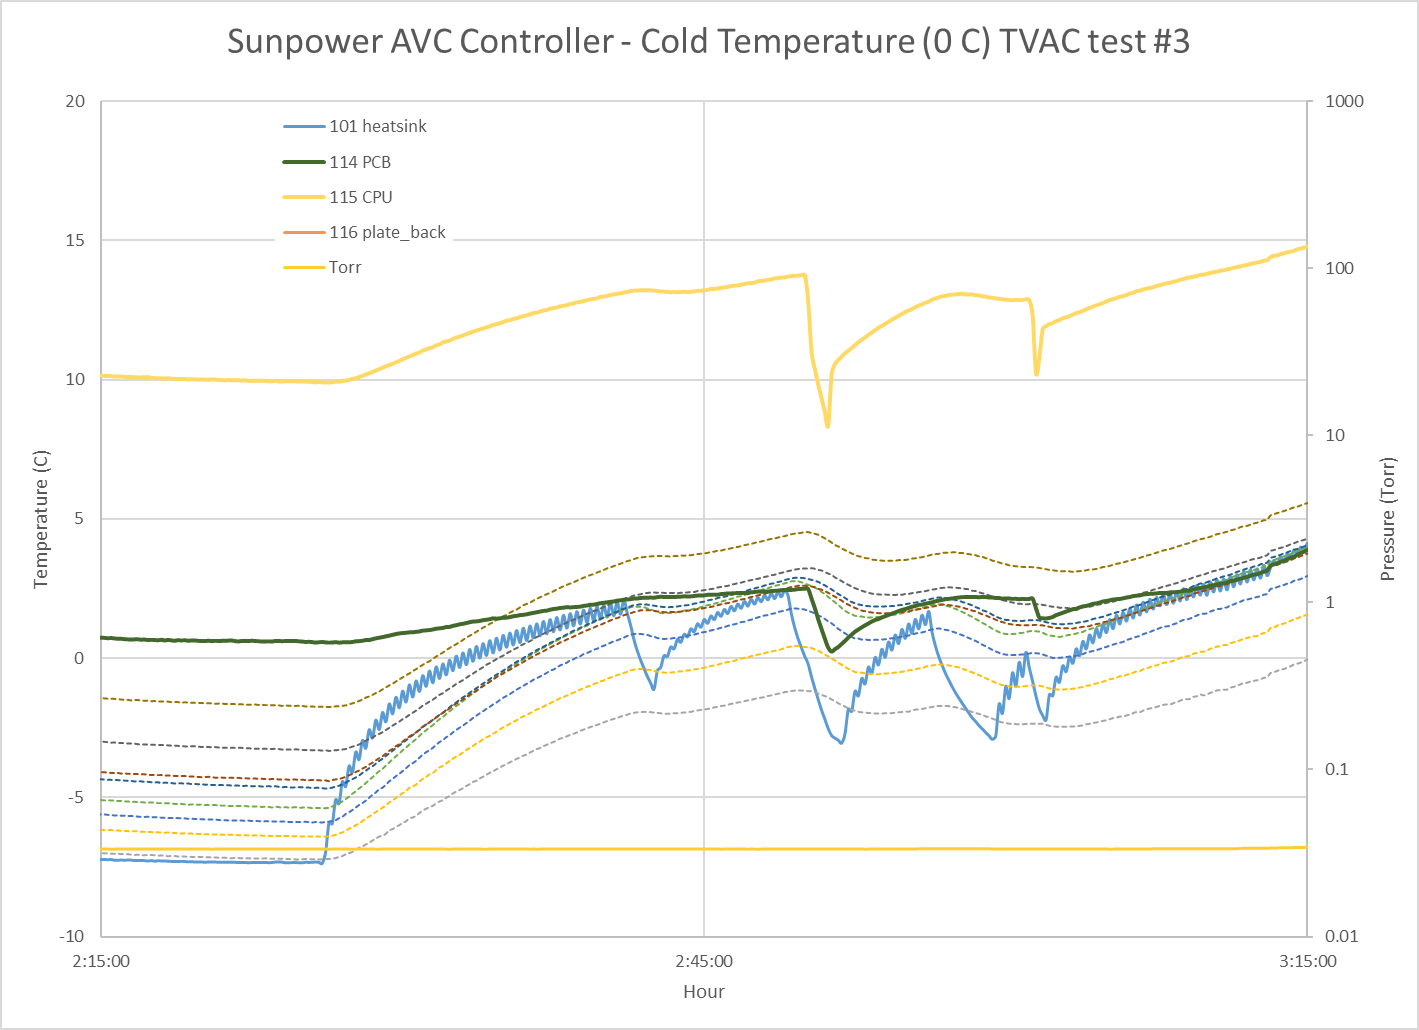 Sunpower AVC Controller - Cold Temperature (0 C) TVAC test #3
20
15
10
5
0
-5
-10
Temperature (C)
101 heatsink
114 PCB
115 CPU
116 plate_back
Torr
1000
100
10
1
0.1
0.01
Pressure (Torr)
2:15:00
2:45:00
3:15:00
Hour